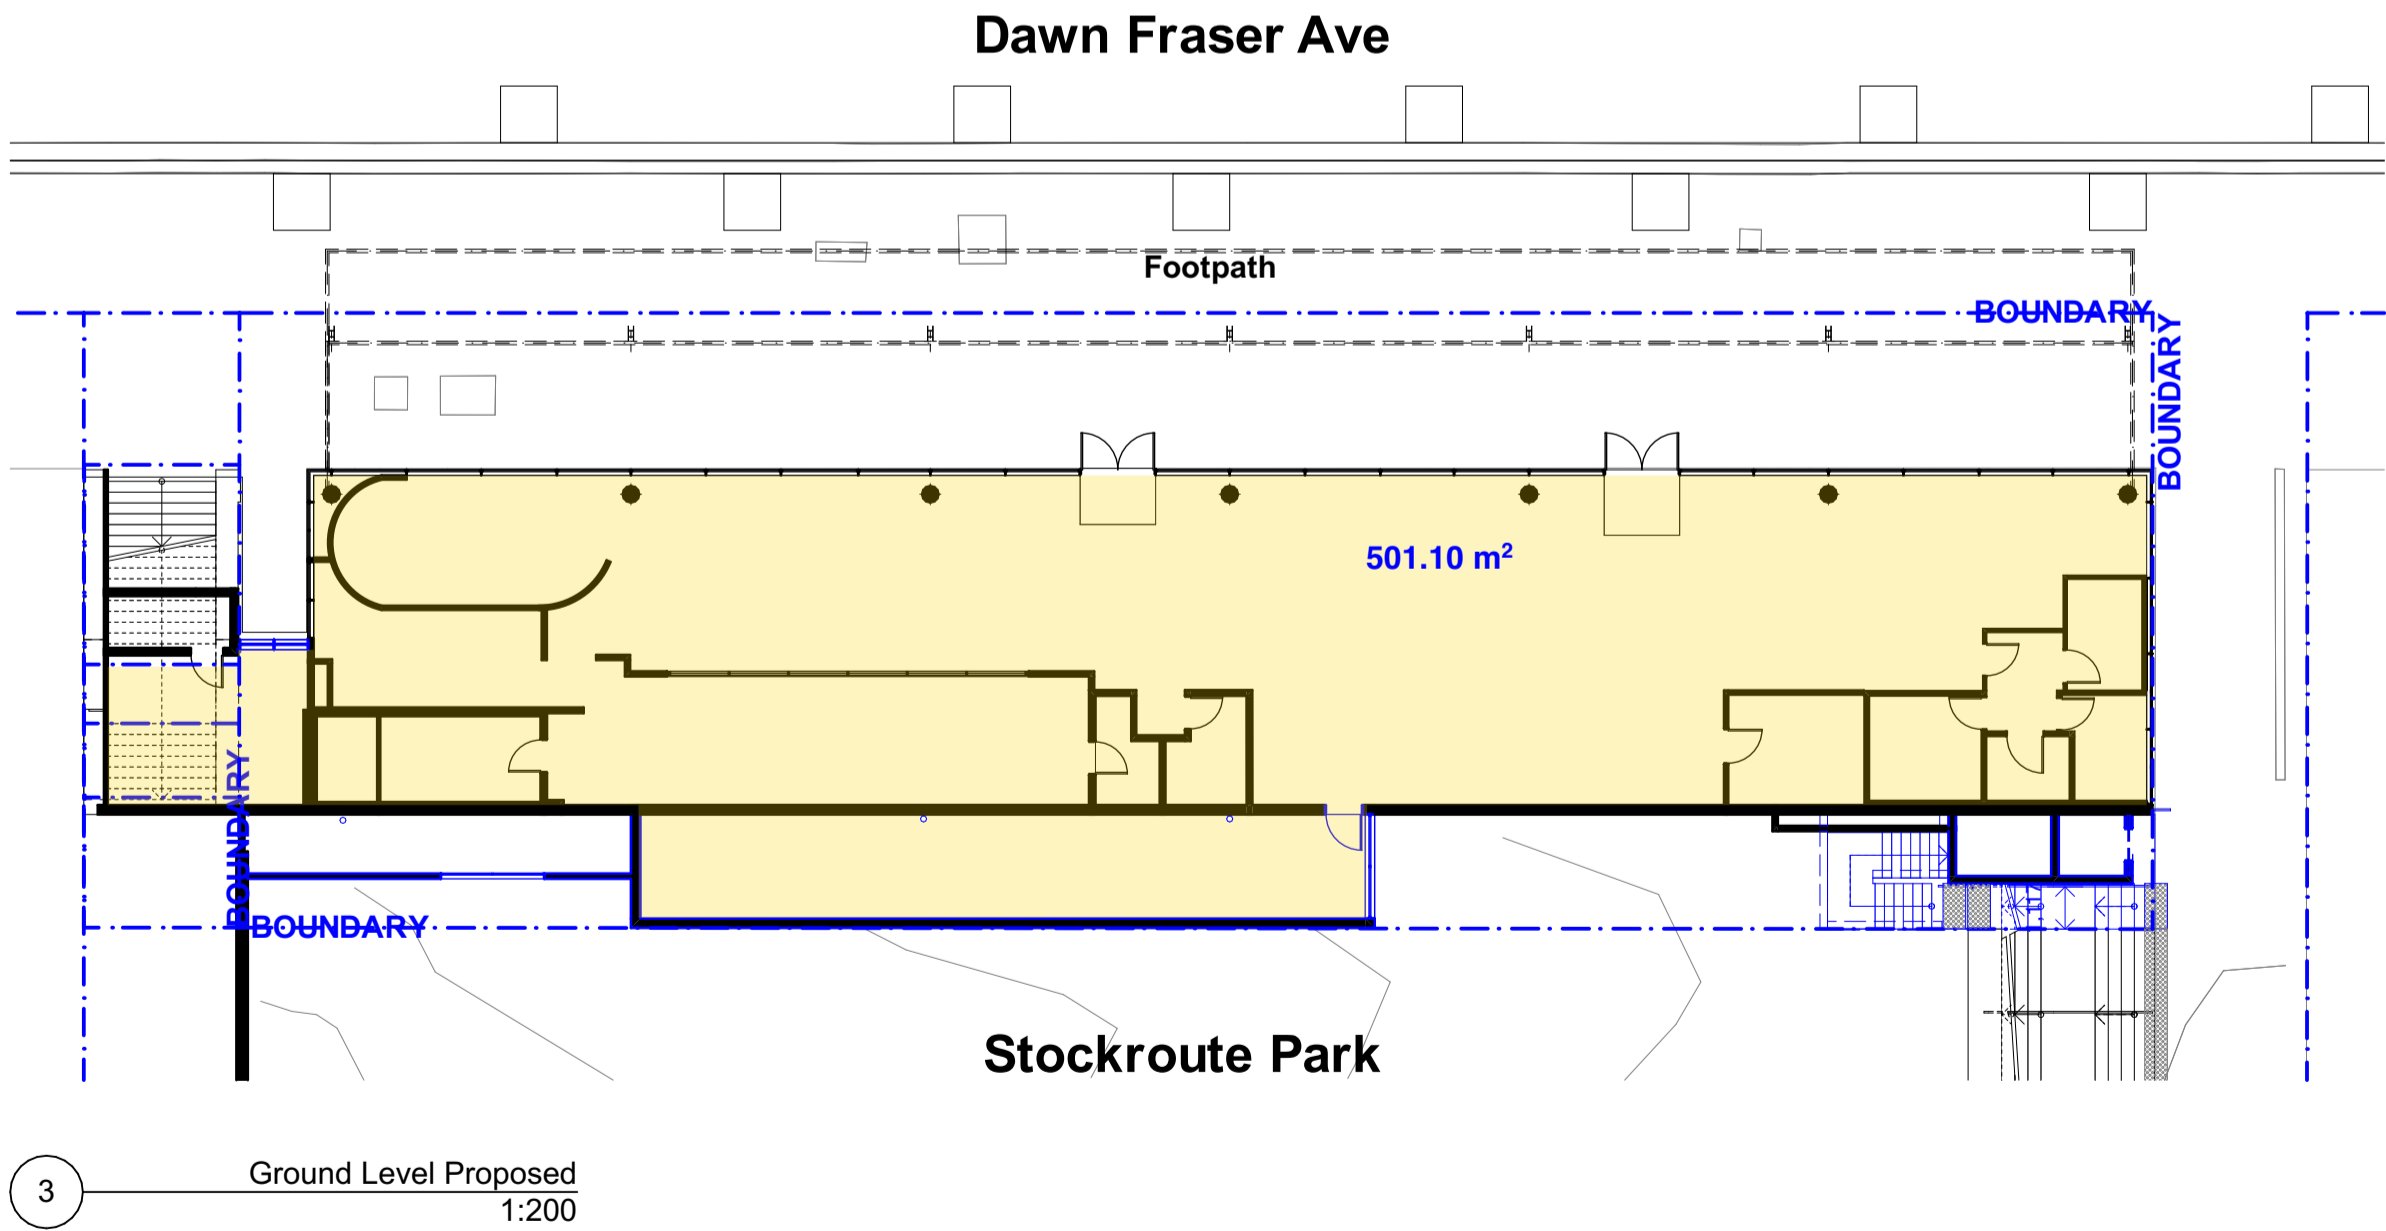 Dawn Fraser Ave
Footpath
BOUNDARY
BOUNDARY
501.10 m²
BOUNDARY
BOUNDARY
Stockroute Park
3
Ground Level Proposed
1:200